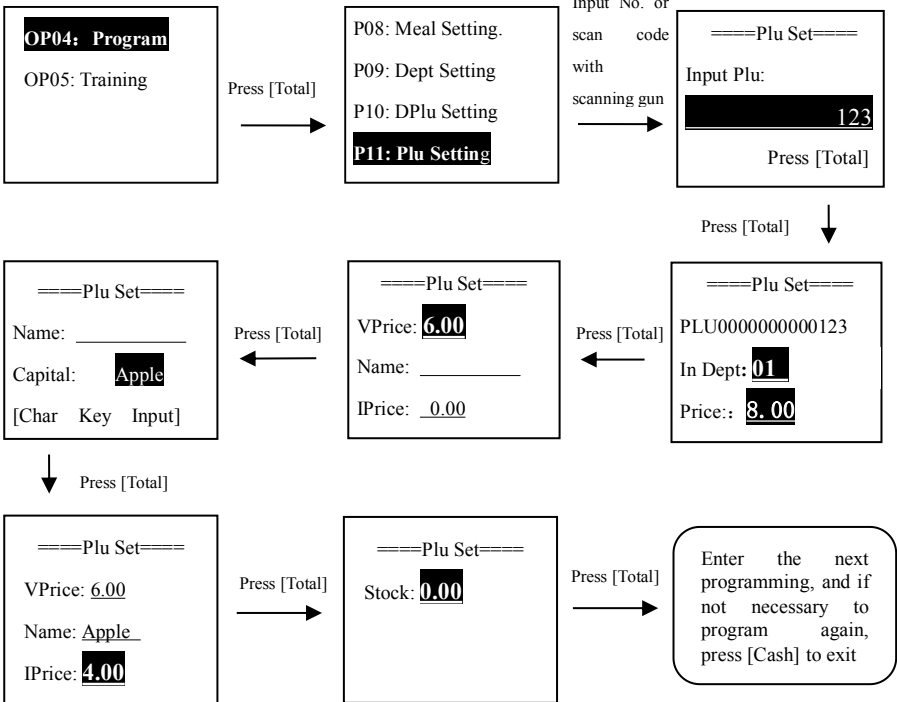 OP04: Program
OP05: Training
Press [Total]
P08: Meal Setting.
P09: Dept Setting
P10: DPlu Setting
P11: Plu Setting
Input No. or
scan code
with
scanning gun
====Plu Set====
Input Plu:
123
Press [Total]
Press [Total]
====Plu Set====
PLU0000000000123
In Dept: 01
Price:: 8.00
Press [Total]
====Plu Set====
VPrice: 6.00
Name: __________
IPrice: 0.00
Press [Total]
====Plu Set====
Name: ___________
Capital: Apple
[Char Key Input]
Press [Total]
====Plu Set====
VPrice: 6.00
Name: Apple
IPrice: 4.00
Press [Total]
====Plu Set====
Stock: 0.00
Press [Total]
Enter the next
programming, and if
not necessary to
program again,
press [Cash] to exit